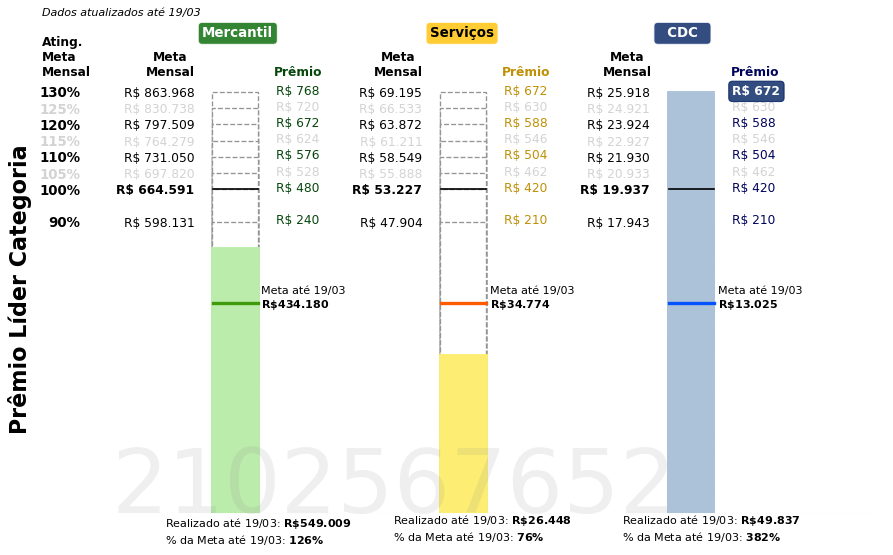 Dados atualizados até 19/03
Mercantil Serviços CDC
Ating. Meta Mensal Meta Mensal Prêmio Meta Mensal Prêmio Meta Mensal Prêmio
130% R$ 863.968 R$ 768 R$ 69.195 R$ 672 R$ 25.918 R$ 672
125% R$ 830.738 R$ 720 R$ 66.533 R$ 630 R$ 24.921 R$ 630
120% R$ 797.509 R$ 672 R$ 63.872 R$ 588 R$ 23.924 R$ 588
115% R$ 764.279 R$ 624 R$ 61.211 R$ 546 R$ 22.927 R$ 546
110% R$ 731.050 R$ 576 R$ 58.549 R$ 504 R$ 21.930 R$ 504
105% R$ 697.820 R$ 528 R$ 55.888 R$ 462 R$ 20.933 R$ 462
100% R$ 664.591 R$ 480 R$ 53.227 R$ 420 R$ 19.937 R$ 420
90% R$ 598.131 R$ 240 R$ 47.904 R$ 210 R$ 17.943 R$ 210
Prêmio Líder Categoria
Meta até 19/03 Meta até 19/03 Meta até 19/03
R$434.180 R$34.774 R$13.025
2102567652
Realizado até 19/03: R$549.009 Realizado até 19/03: R$26.448 Realizado até 19/03: R$49.837
% da Meta até 19/03: 126% % da Meta até 19/03: 76% % da Meta até 19/03: 382%